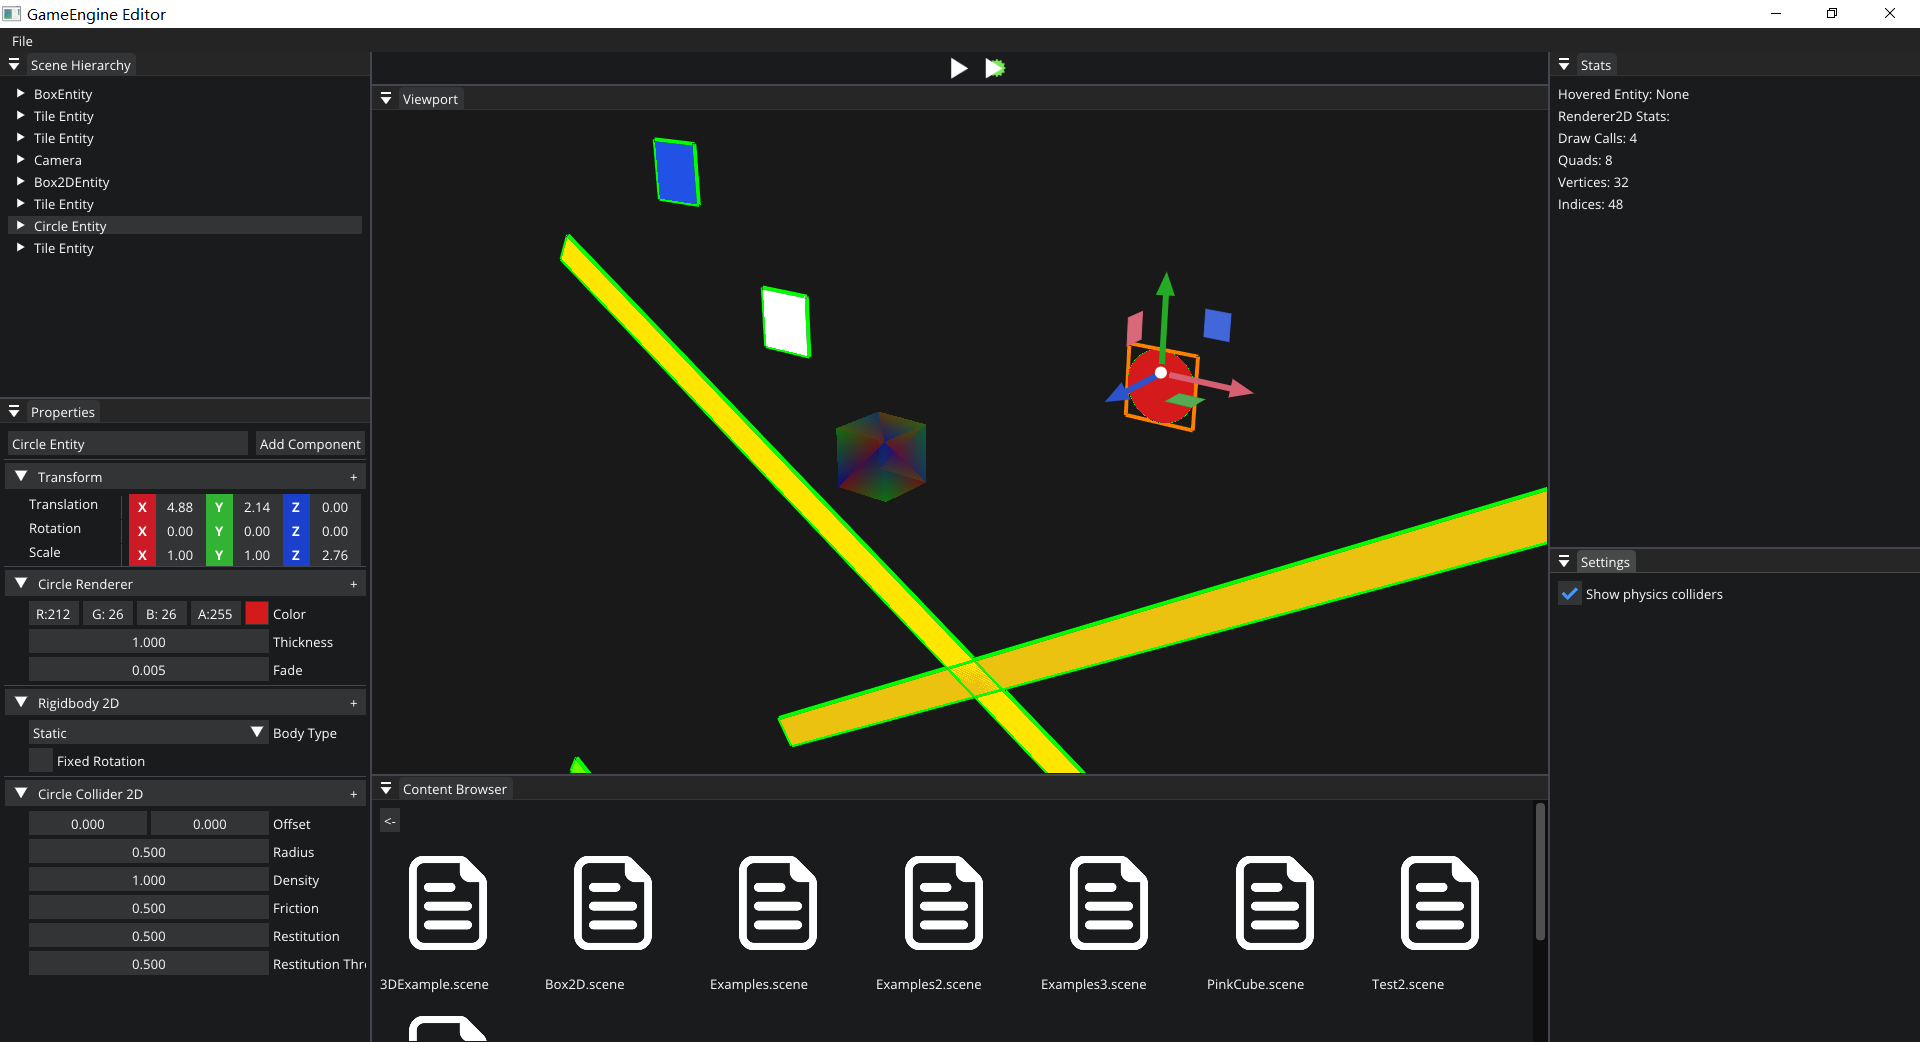 GameEngine Editor
File
Scene Hierarchy
BoxEntity
Tile Entity
Tile Entity
Camera
Box2DEntity
Tile Entity
Circle Entity
Tile Entity
Properties
Circle Entity Add Component
Transform +
Translation X 4.88 Y 2.14 Z 0.00
Rotation X 0.00 Y 0.00 Z 0.00
Scale X 1.00 Y 1.00 Z 2.76
Circle Renderer +
R:212 G: 26 B: 26 A:255 Color
1.000 Thickness
0.005 Fade
Rigidbody 2D +
Static Body Type
Fixed Rotation
Circle Collider 2D +
0.000 0.000 Offset
0.500 Radius
1.000 Density
0.500 Friction
0.500 Restitution
0.500 Restitution Thr
Viewport
Content Browser
<-
3DExample.scene Box2D.scene Examples.scene Examples2.scene Examples3.scene PinkCube.scene Test2.scene
Stats
Hovered Entity: None
Renderer2D Stats:
Draw Calls: 4
Quads: 8
Vertices: 32
Indices: 48
Settings
Show physics colliders